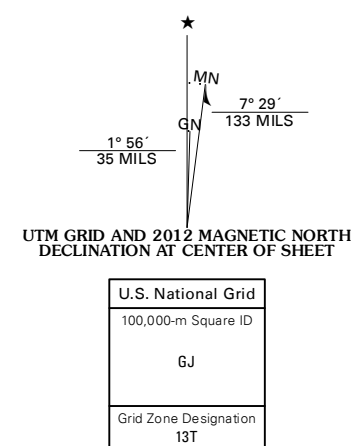 ★
MN
GN
7° 29´
133 MILS
1° 56´
35 MILS
UTM GRID AND 2012 MAGNETIC NORTH
DECLINATION AT CENTER OF SHEET
U.S. National Grid
100,000-m Square ID
GJ
Grid Zone Designation
13T